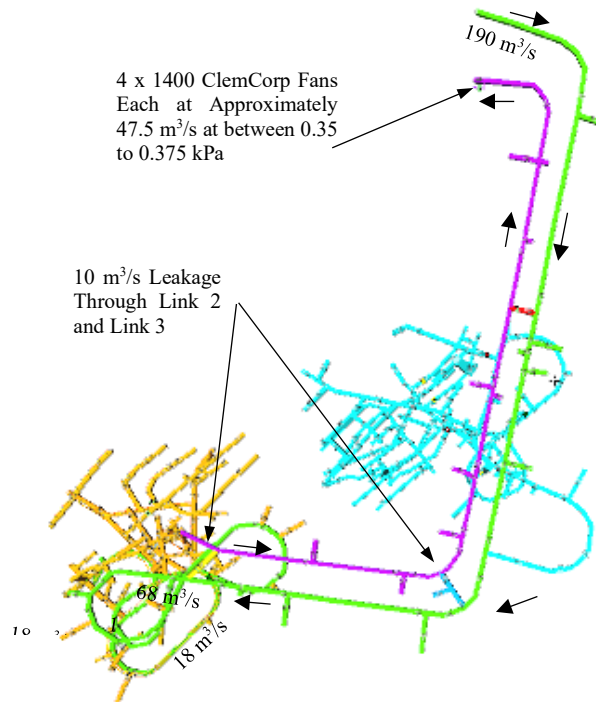 190 m³/s
4 x 1400 ClemCorp Fans
Each at Approximately
47.5 m³/s at between 0.35
to 0.375 kPa
10 m³/s Leakage
Through Link 2
and Link 3
68 m³/s
18 m³/s